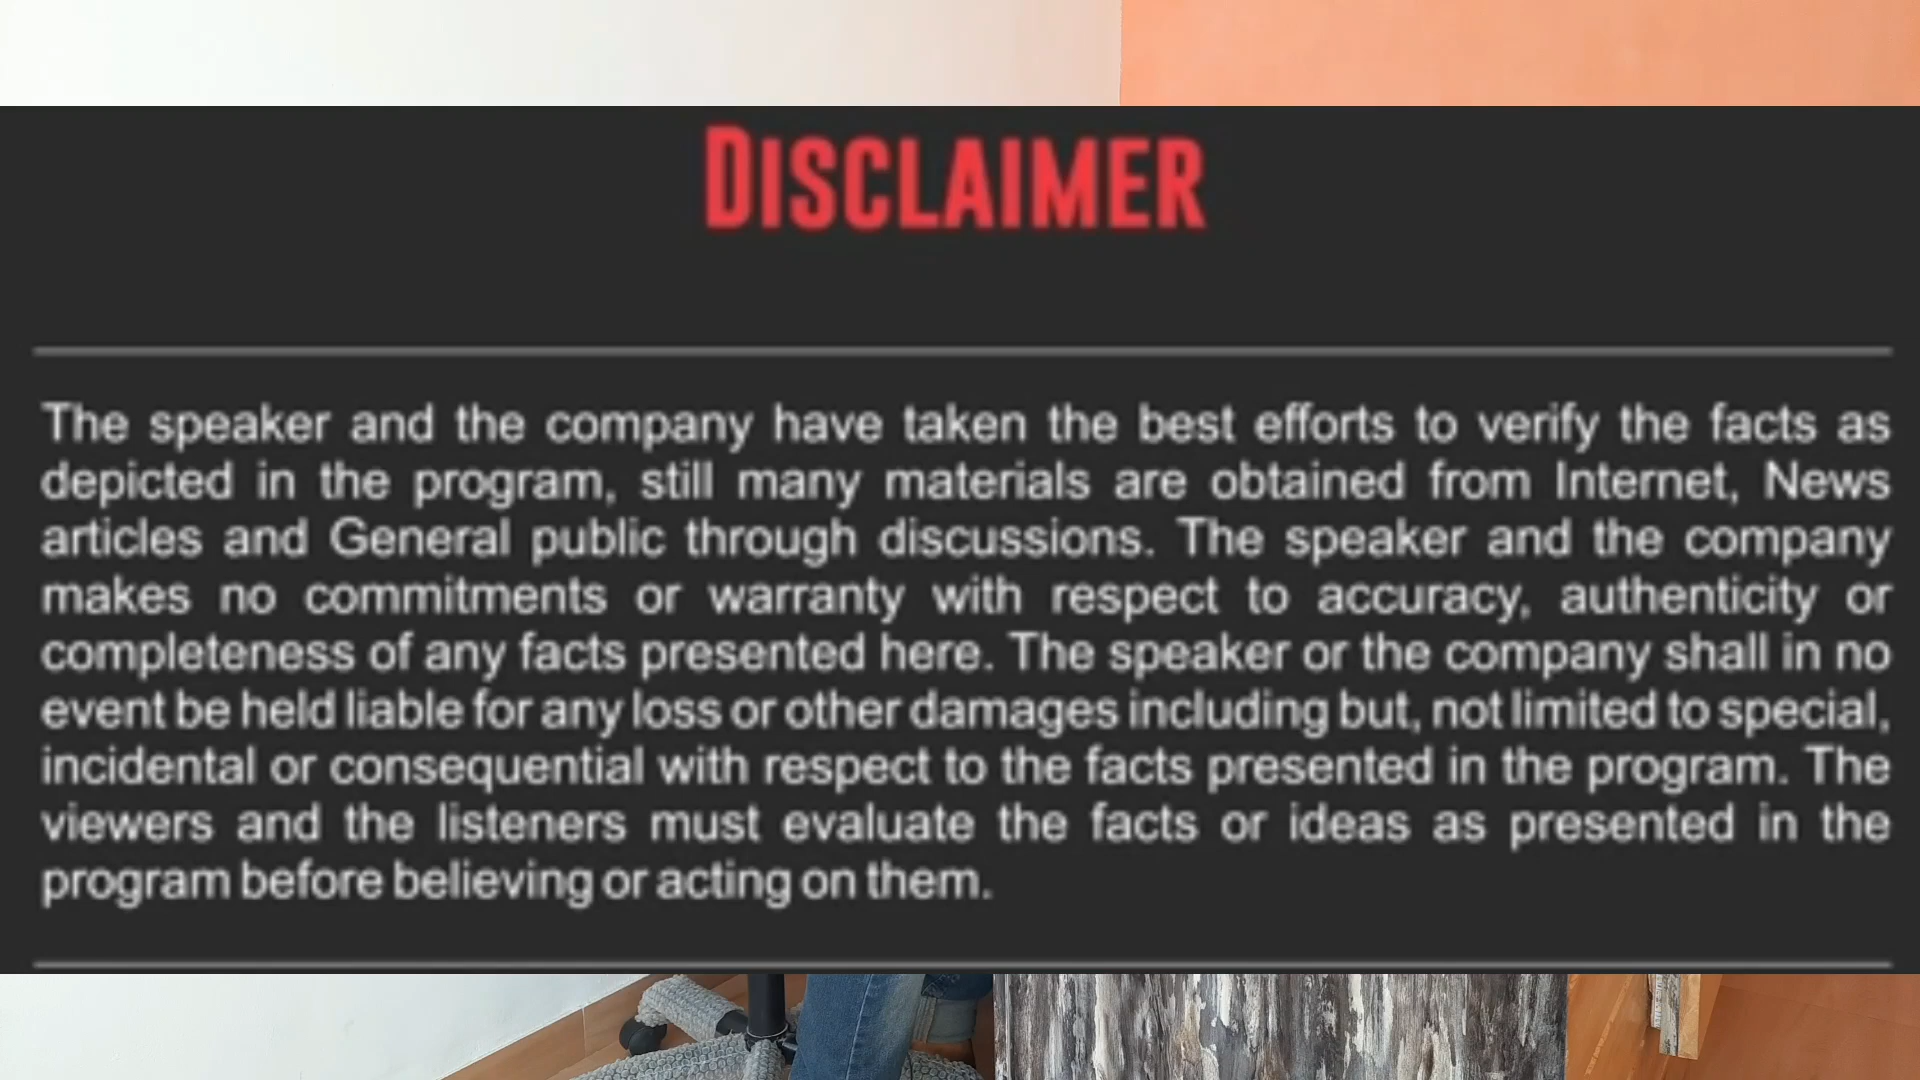 DISCLAIMER
The speaker and the company have taken the best efforts to verify the facts as
depicted in the program, still many materials are obtained from Internet, News
articles and General public through discussions. The speaker and the company
makes no commitments or warranty with respect to accuracy, authenticity or
completeness of any facts presented here. The speaker or the company shall in no
event be held liable for any loss or other damages including but, not limited to special,
incidental or consequential with respect to the facts presented in the program. The
viewers and the listeners must evaluate the facts or ideas as presented in the
program before believing or acting on them.